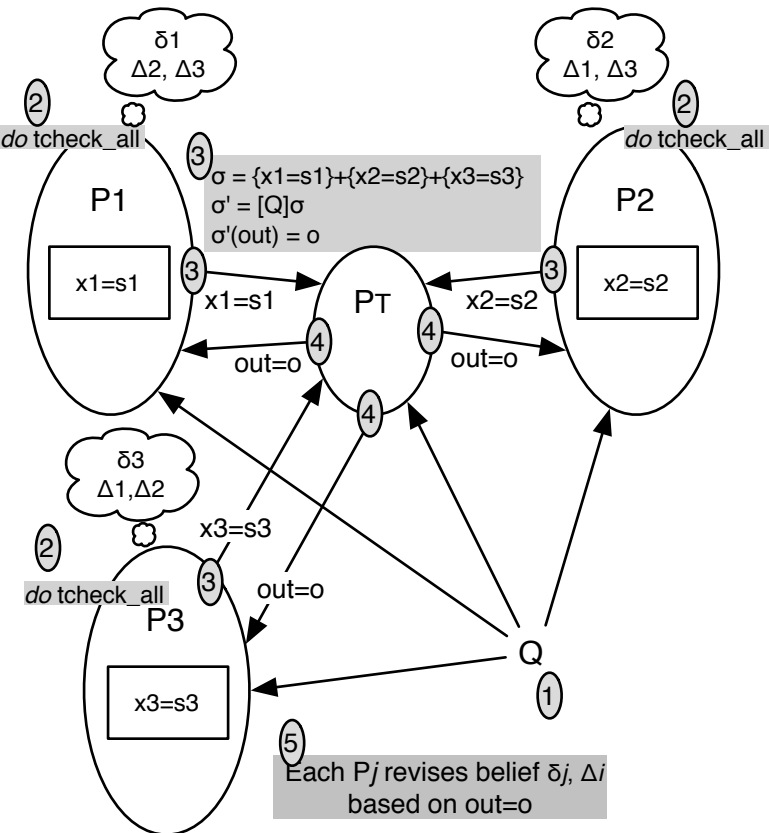 δ1
Δ2, Δ3
δ2
Δ1, Δ3
2
do tcheck_all
2
do tcheck_all
3
σ = {x1=s1}+{x2=s2}+{x3=s3}
σ' = [Q]σ
σ'(out) = o
P1
x1=s1
3
x1=s1
PT
P2
x2=s2
3
x2=s2
4
out=o
4
out=o
4
δ3
Δ1,Δ2
2
do tcheck_all
3
x3=s3
out=o
P3
x3=s3
Q
1
5
Each Pj revises belief δj, Δi
based on out=o